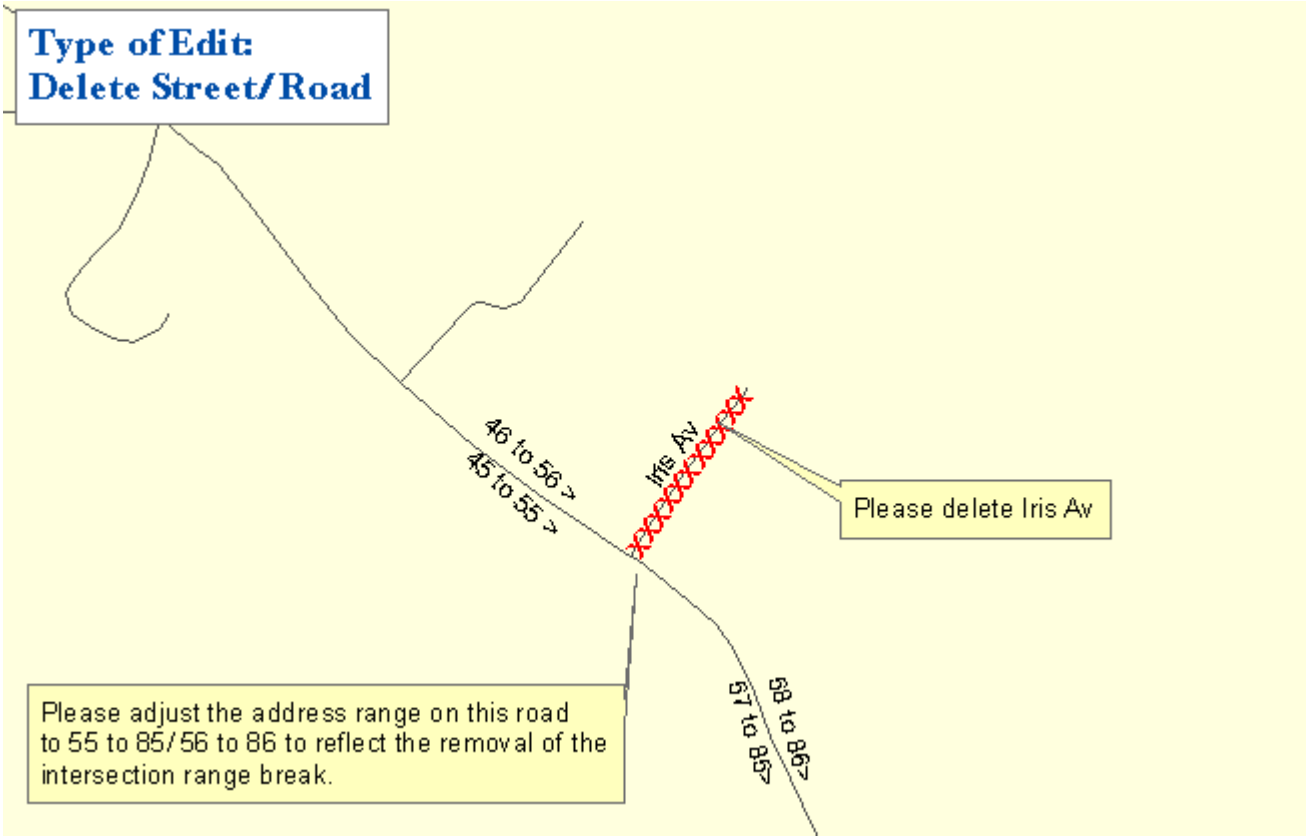 Type of Edit:
Delete Street/Road
46 to 56 >
45 to 55 >
Iris Av
Please delete Iris Av
Please adjust the address range on this road
to 55 to 85/56 to 86 to reflect the removal of the
intersection range break.
58 to 86>
57 to 85>